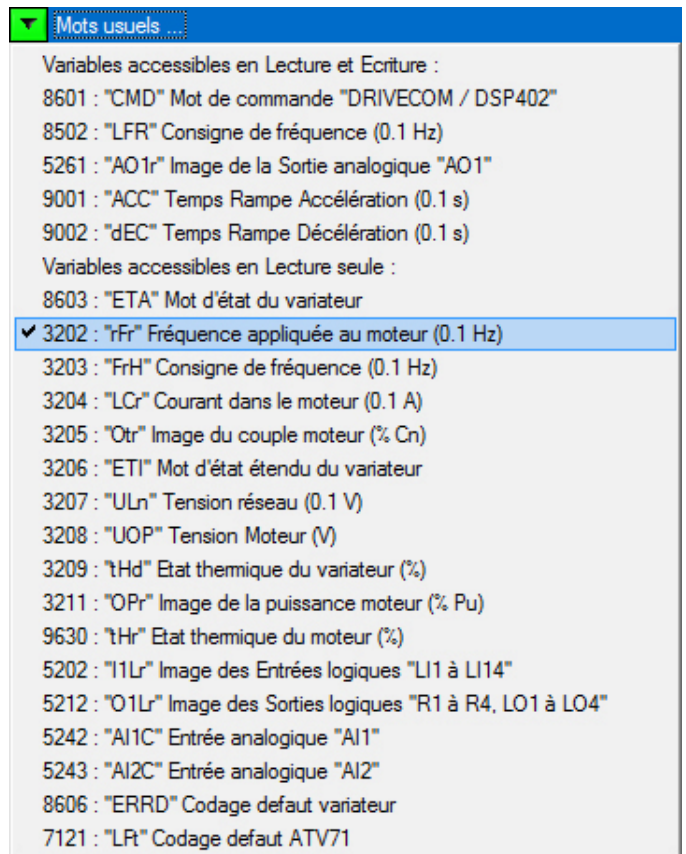 Mots usuels ...
Variables accessibles en Lecture et Ecriture :
8601 : "CMD" Mot de commande "DRIVECOM / DSP402"
8502 : "LFR" Consigne de fréquence (0.1 Hz)
5261 : "AO1r" Image de la Sortie analogique "AO1"
9001 : "ACC" Temps Rampe Accélération (0.1 s)
9002 : "dEC" Temps Rampe Décélération (0.1 s)
Variables accessibles en Lecture seule :
8603 : "ETA" Mot d'état du variateur
3202 : "rFr" Fréquence appliquée au moteur (0.1 Hz)
3203 : "FrH" Consigne de fréquence (0.1 Hz)
3204 : "LCr" Courant dans le moteur (0.1 A)
3205 : "Otr" Image du couple moteur (% Cn)
3206 : "ETI" Mot d'état étendu du variateur
3207 : "ULn" Tension réseau (0.1 V)
3208 : "UOP" Tension Moteur (V)
3209 : "tHd" Etat thermique du variateur (%)
3211 : "OPr" Image de la puissance moteur (% Pu)
9630 : "tHr" Etat thermique du moteur (%)
5202 : "I1Lr" Image des Entrées logiques "LI1 à LI14"
5212 : "O1Lr" Image des Sorties logiques "R1 à R4, LO1 à LO4"
5242 : "AI1C" Entrée analogique "AI1"
5243 : "AI2C" Entrée analogique "AI2"
8606 : "ERRD" Codage defaut variateur
7121 : "LFt" Codage defaut ATV71